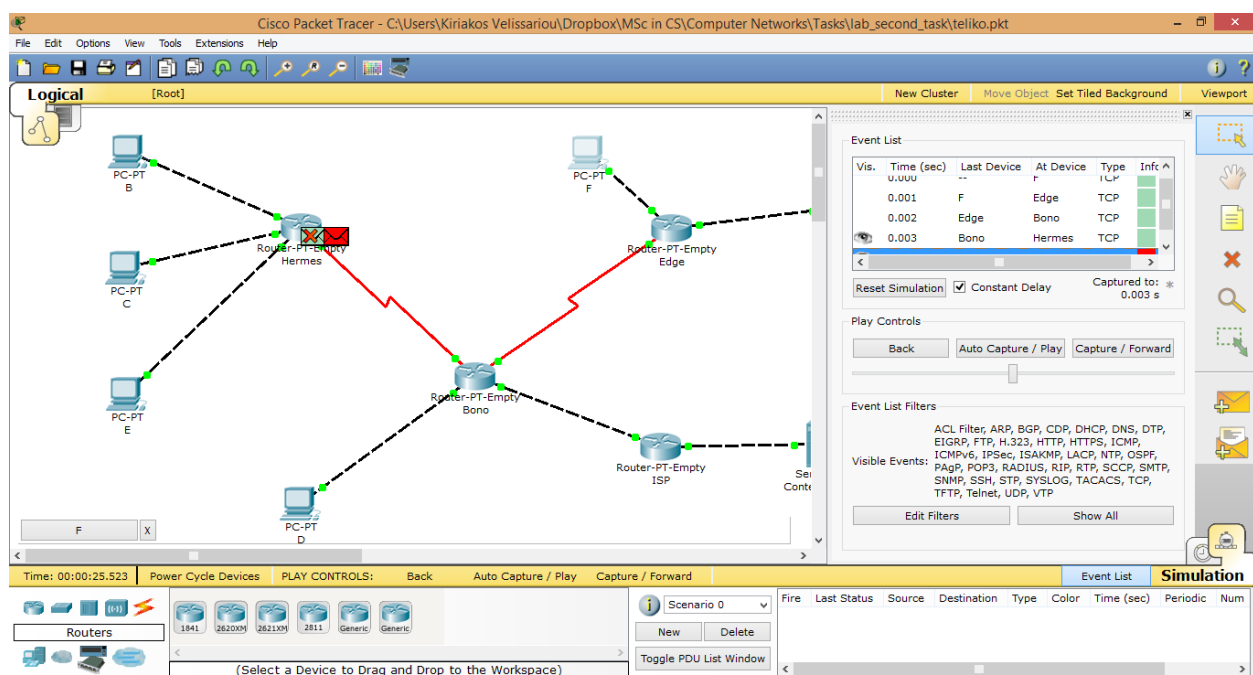 Cisco Packet Tracer - C:\Users\Kiriakos Velissariou\Dropbox\MSc in CS\Computer Networks\Tasks\lab_second_task\teliko.pkt
File Edit Options View Tools Extensions Help
Logical [Root] New Cluster Move Object Set Tiled Background Viewport
PC-PT
B
PC-PT
C
PC-PT
E
Router-PT-Empty
Hermes
PC-PT
F
Router-PT-Empty
Edge
Router-PT-Empty
Bono
Router-PT-Empty
ISP
Ser
Conte
PC-PT
D
F X
Event List
Vis. Time (sec) Last Device At Device Type Info
0.000 -- F TCP
0.001 F Edge TCP
0.002 Edge Bono TCP
0.003 Bono Hermes TCP
Reset Simulation Constant Delay Captured to: *
0.003 s
Play Controls
Back Auto Capture / Play Capture / Forward
Event List Filters
Visible Events:
ACL Filter, ARP, BGP, CDP, DHCP, DNS, DTP,
EIGRP, FTP, H.323, HTTP, HTTPS, ICMP,
ICMPv6, IPSec, ISAKMP, LACP, NTP, OSPF,
PAgP, POP3, RADIUS, RIP, RTP, SCCP, SMTP,
SNMP, SSH, STP, SYSLOG, TACACS, TCP,
TFTP, Telnet, UDP, VTP
Edit Filters Show All
Time: 00:00:25.523 Power Cycle Devices PLAY CONTROLS: Back Auto Capture / Play Capture / Forward Event List Simulation
Routers
1841 2620XM 2621XM 2811 Generic Generic
(Select a Device to Drag and Drop to the Workspace)
Scenario 0
New Delete
Toggle PDU List Window
Fire Last Status Source Destination Type Color Time (sec) Periodic Num